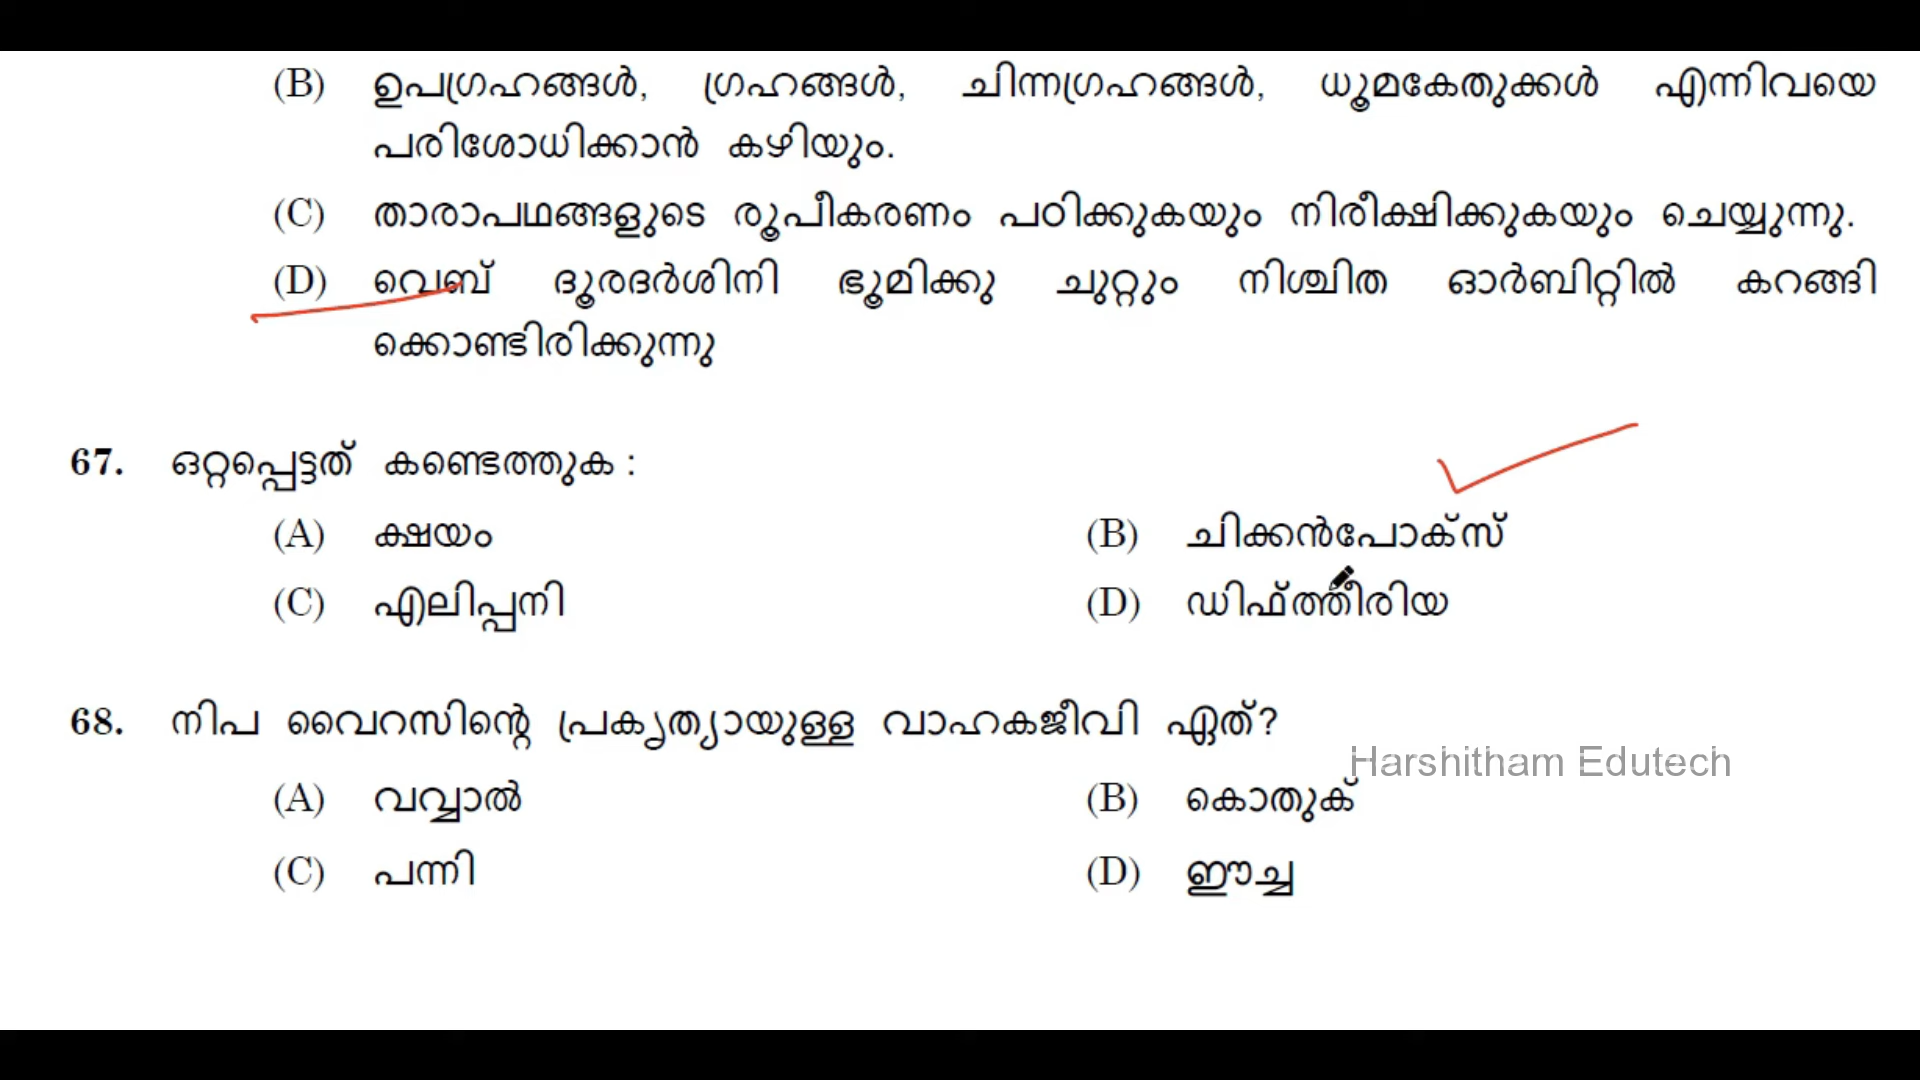 (B) ഉപഗ്രഹങ്ങൾ, ഗ്രഹങ്ങൾ, ചിന്നഗ്രഹങ്ങൾ, ധൂമകേതുക്കൾ എന്നിവയെ
പരിശോധിക്കാൻ കഴിയും.
(C) താരാപഥങ്ങളുടെ രൂപീകരണം പഠിക്കുകയും നിരീക്ഷിക്കുകയും ചെയ്യുന്നു.
(D) വെബ് ദൂരദർശിനി ഭൂമിക്കു ചുറ്റും നിശ്ചിത ഓർബിറ്റിൽ കറങ്ങി
ക്കൊണ്ടിരിക്കുന്നു
67. ഒറ്റപ്പെട്ടത് കണ്ടെത്തുക :
(A) ക്ഷയം (B) ചിക്കൻപോക്സ്
(C) എലിപ്പനി (D) ഡിഫ്ത്തീരിയ
68. നിപ വൈറസിന്റെ പ്രകൃത്യായുള്ള വാഹകജീവി ഏത്?
Harshitham Edutech
(A) വവ്വാൽ (B) കൊതുക്
(C) പന്നി (D) ഈച്ച